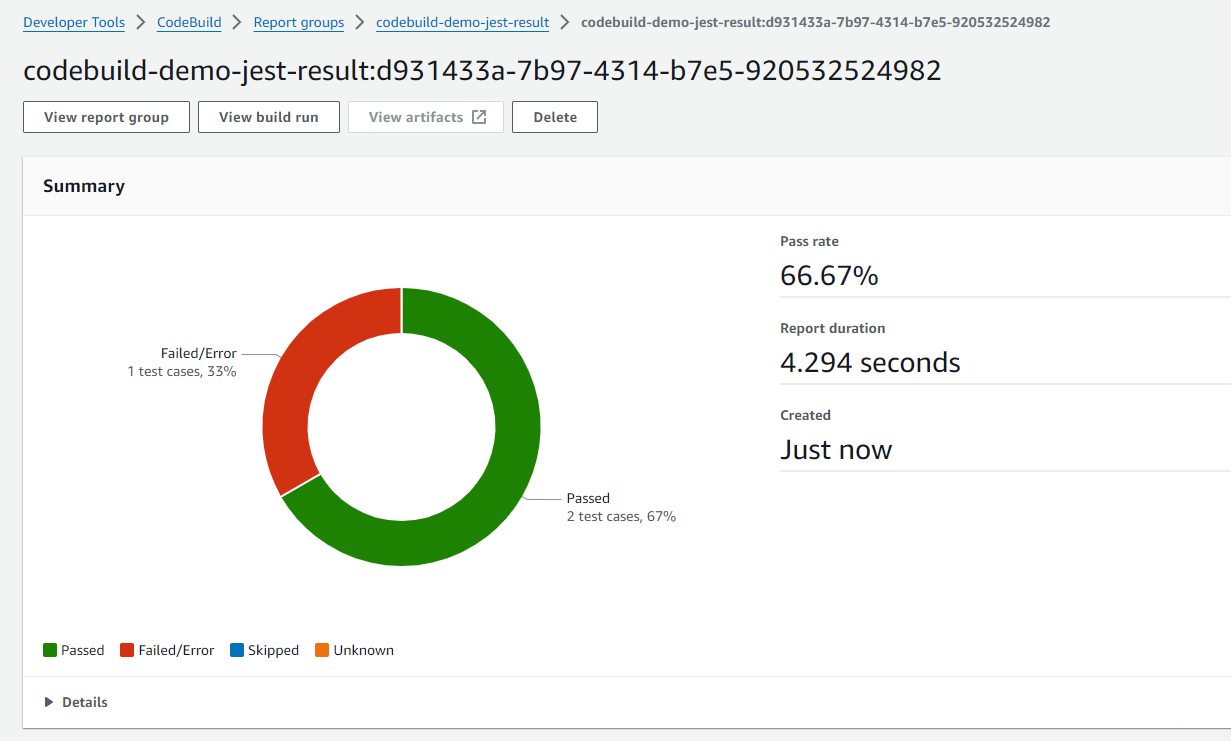 Developer Tools > CodeBuild > Report groups > codebuild-demo-jest-result > codebuild-demo-jest-result:d931433a-7b97-4314-b7e5-920532524982
codebuild-demo-jest-result:d931433a-7b97-4314-b7e5-920532524982
View report group View build run View artifacts Delete
Summary
Pass rate
66.67%
Report duration
4.294 seconds
Created
Just now
Failed/Error
1 test cases, 33%
Passed
2 test cases, 67%
Passed Failed/Error Skipped Unknown
Details